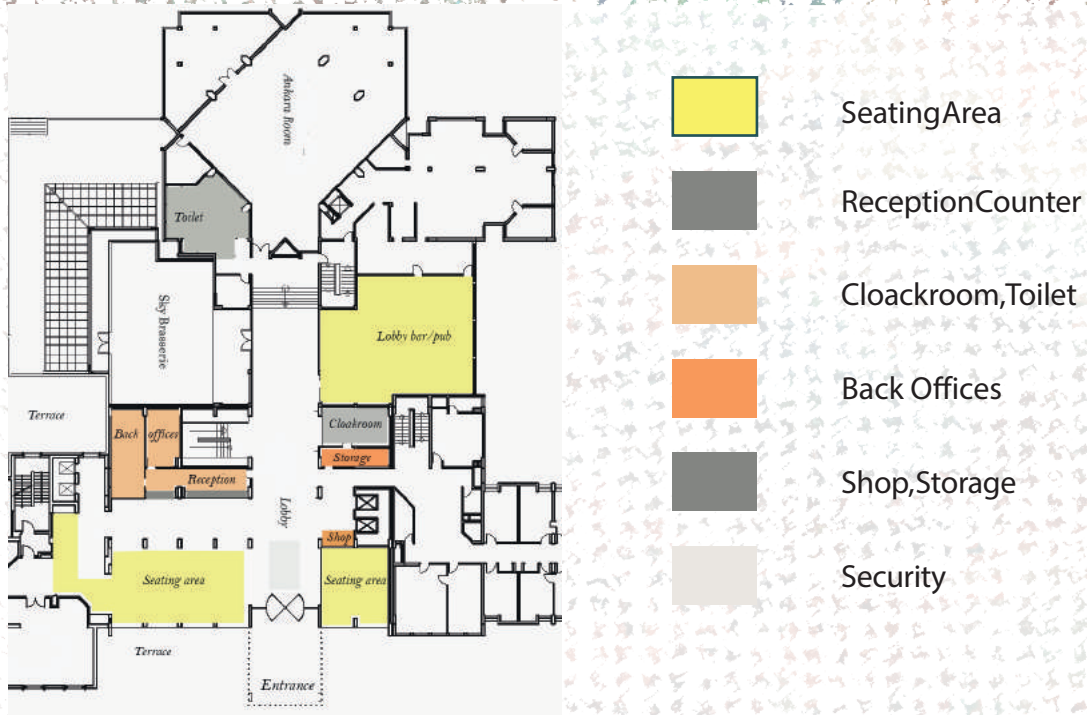 Ankara Room
Toilet
Sky Brasserie
Lobby bar/pub
Terrace
Back
offices
Cloakroom
Storage
Reception
Lobby
Shop
Seating area
Seating area
Terrace
Entrance
SeatingArea
ReceptionCounter
Cloackroom,Toilet
Back Offices
Shop,Storage
Security